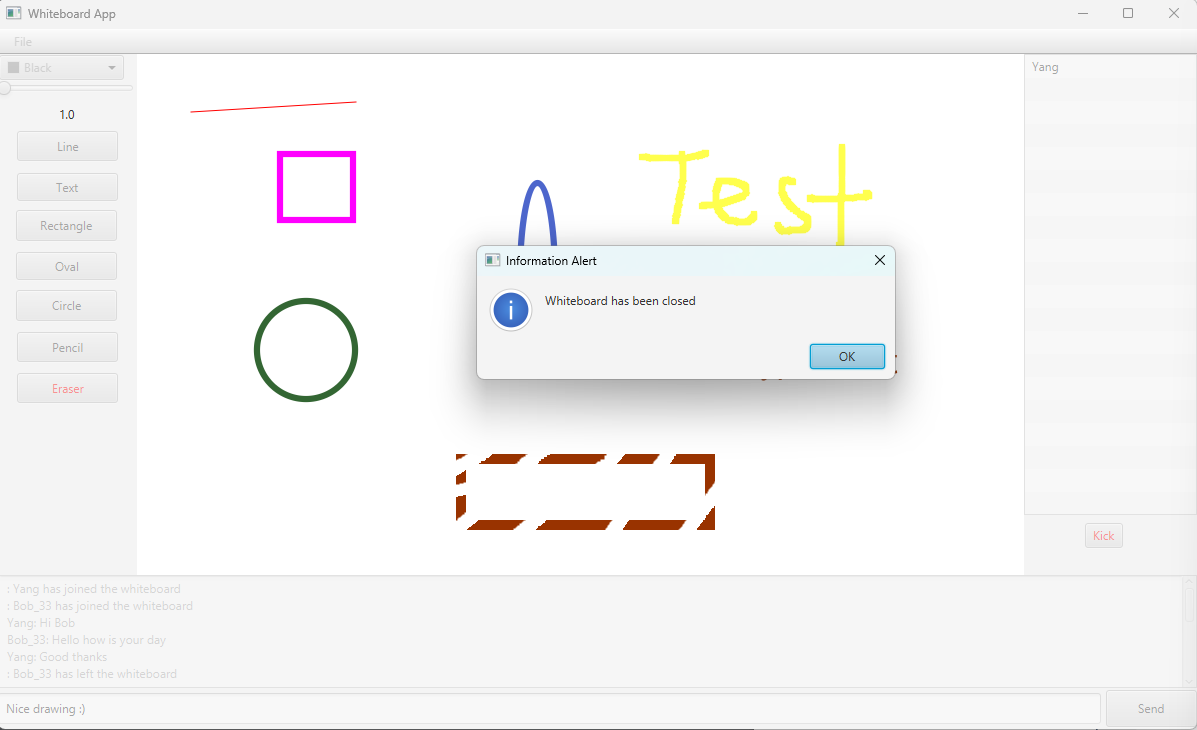 Whiteboard App
File
Black
1.0
Line
Text
Rectangle
Oval
Circle
Pencil
Eraser
Test
Yang
Information Alert
Whiteboard has been closed
OK
Kick
: Yang has joined the whiteboard
: Bob_33 has joined the whiteboard
Yang: Hi Bob
Bob_33: Hello how is your day
Yang: Good thanks
: Bob_33 has left the whiteboard
Nice drawing :)
Send